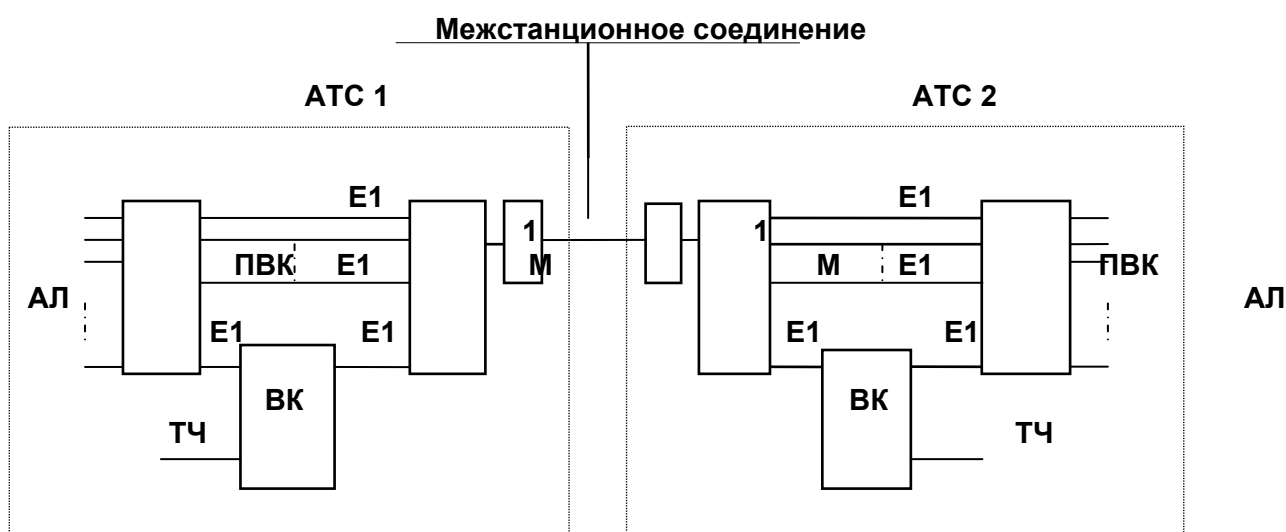 Межстанционное соединение
АТС 1 АТС 2
Е1 Е1
1 1
ПВК Е1 М М Е1 ПВК
АЛ АЛ
Е1 Е1 Е1 Е1
ВК ВК
ТЧ ТЧ